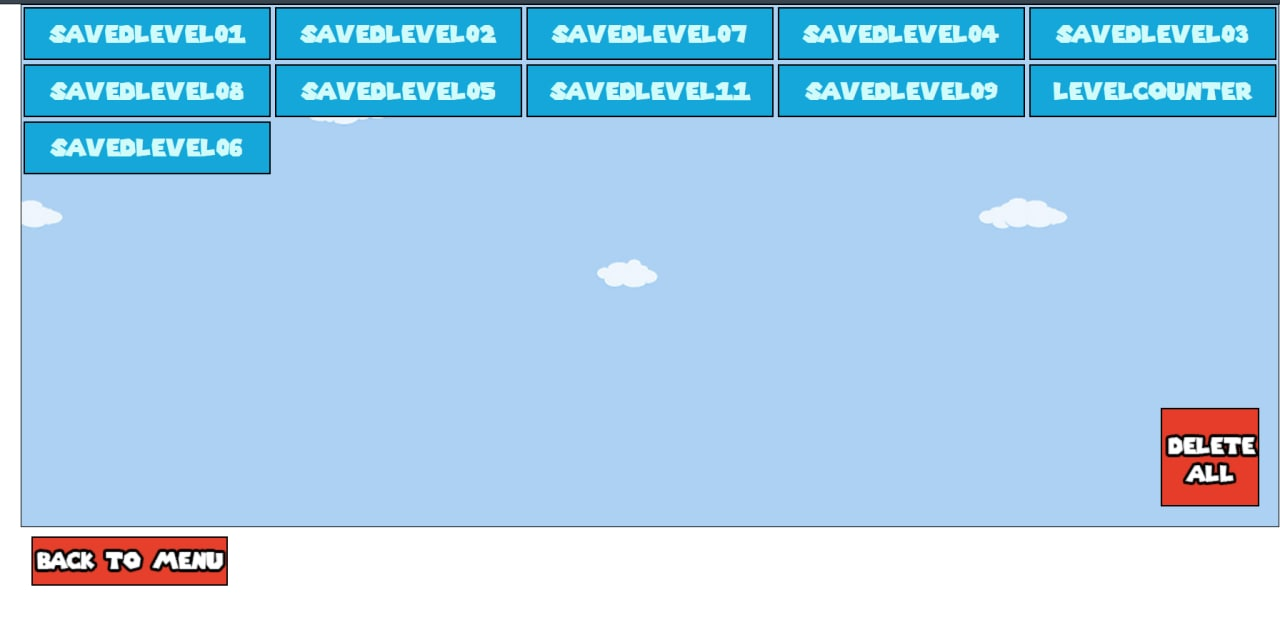 SAVEDLEVEL01 SAVEDLEVEL02 SAVEDLEVEL07 SAVEDLEVEL04 SAVEDLEVEL03
SAVEDLEVEL08 SAVEDLEVEL05 SAVEDLEVEL11 SAVEDLEVEL09 LEVELCOUNTER
SAVEDLEVEL06
DELETE
ALL
BACK TO MENU